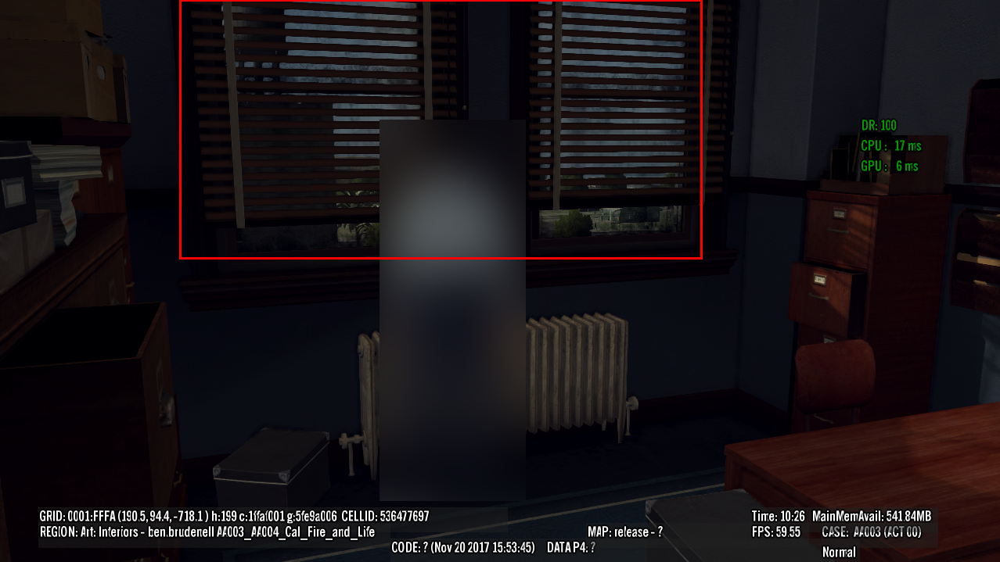 DR: 100
CPU : 17 ms
GPU : 6 ms
GRID: 0001:FFFA (190.5, 94.4, -718.1 ) h:199 c:1ffaf001 g:5fe9a006 CELLID: 536477697
REGION: Art: Interiors - ben.brudenell AA003_AA004_Cal_Fire_and_Life
CODE: ? (Nov 20 2017 15:53:45) DATA P4: ?
MAP: release - ?
Time: 10:26 MainMemAvail: 541.84MB
FPS: 59.55 CASE: AA003 (ACT 00)
Normal